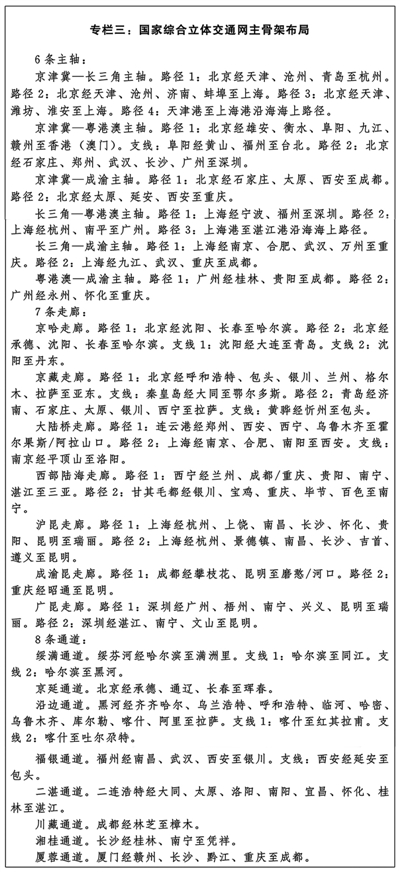 专栏三：国家综合立体交通网主骨架布局
6条主轴：
京津冀—长三角主轴。路径1：北京经天津、沧州、青岛至杭州。
路径2：北京经天津、沧州、济南、蚌埠至上海。路径3：北京经天津、
潍坊、淮安至上海。路径4：天津港至上海港沿海海上路径。
京津冀—粤港澳主轴。路径1：北京经雄安、衡水、阜阳、九江、
赣州至香港（澳门）。支线：阜阳经黄山、福州至台北。路径2：北京
经石家庄、郑州、武汉、长沙、广州至深圳。
京津冀—成渝主轴。路径1：北京经石家庄、太原、西安至成都。
路径2：北京经太原、延安、西安至重庆。
长三角—粤港澳主轴。路径1：上海经宁波、福州至深圳。路径2：
上海经杭州、南平至广州。路径3：上海港至湛江港沿海海上路径。
长三角—成渝主轴。路径1：上海经南京、合肥、武汉、万州至重
庆。路径2：上海经九江、武汉、重庆至成都。
粤港澳—成渝主轴。路径1：广州经桂林、贵阳至成都。路径2：
广州经永州、怀化至重庆。
7条走廊：
京哈走廊。路径1：北京经沈阳、长春至哈尔滨。路径2：北京经
承德、沈阳、长春至哈尔滨。支线1：沈阳经大连至青岛。支线2：沈
阳至丹东。
京藏走廊。路径1：北京经呼和浩特、包头、银川、兰州、格尔
木、拉萨至亚东。支线：秦皇岛经大同至鄂尔多斯。路径2：青岛经济
南、石家庄、太原、银川、西宁至拉萨。支线：黄骅经忻州至包头。
大陆桥走廊。路径1：连云港经郑州、西安、西宁、乌鲁木齐至霍
尔果斯/阿拉山口。路径2：上海经南京、合肥、南阳至西安。支线：
南京经平顶山至洛阳。
西部陆海走廊。路径1：西宁经兰州、成都/重庆、贵阳、南宁、
湛江至三亚。路径2：甘其毛都经银川、宝鸡、重庆、毕节、百色至南
宁。
沪昆走廊。路径1：上海经杭州、上饶、南昌、长沙、怀化、贵
阳、昆明至瑞丽。路径2：上海经杭州、景德镇、南昌、长沙、吉首、
遵义至昆明。
成渝昆走廊。路径1：成都经攀枝花、昆明至磨憨/河口。路径2：
重庆经昭通至昆明。
广昆走廊。路径1：深圳经广州、梧州、南宁、兴义、昆明至瑞
丽。路径2：深圳经湛江、南宁、文山至昆明。
8条通道：
绥满通道。绥芬河经哈尔滨至满洲里。支线1：哈尔滨至同江。支
线2：哈尔滨至黑河。
京延通道。北京经承德、通辽、长春至珲春。
沿边通道。黑河经齐齐哈尔、乌兰浩特、呼和浩特、临河、哈密、
乌鲁木齐、库尔勒、喀什、阿里至拉萨。支线1：喀什至红其拉甫。支
线2：喀什至吐尔尕特。
福银通道。福州经南昌、武汉、西安至银川。支线：西安经延安至
包头。
二湛通道。二连浩特经大同、太原、洛阳、南阳、宜昌、怀化、桂
林至湛江。
川藏通道。成都经林芝至樟木。
湘桂通道。长沙经桂林、南宁至凭祥。
厦蓉通道。厦门经赣州、长沙、黔江、重庆至成都。